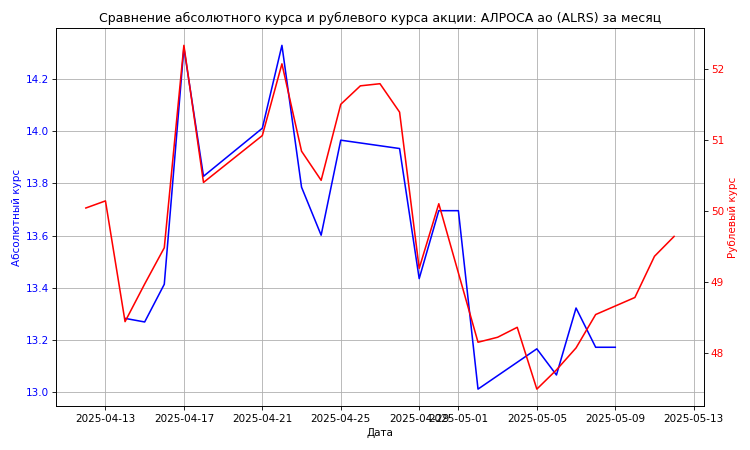 Сравнение абсолютного курса и рублевого курса акции: АЛРОСА ао (ALRS) за месяц
Абсолютный курс
14.2
14.0
13.8
13.6
13.4
13.2
13.0
52
51
50
49
48
Рублевый курс
2025-04-13 2025-04-17 2025-04-21 2025-04-25 2025-04-29 2025-05-01 2025-05-05 2025-05-09 2025-05-13
Дата